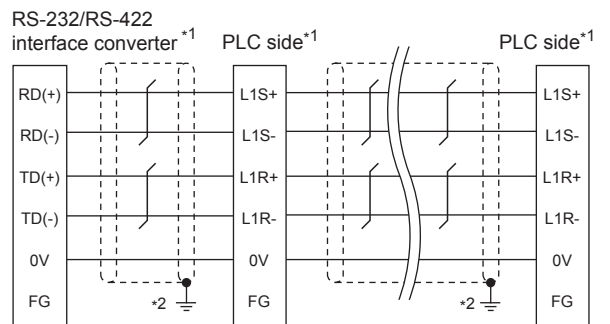 RS-232/RS-422
interface converter *1
PLC side*1
PLC side*1
RD(+)
L1S+
L1S+
RD(-)
L1S-
L1S-
TD(+)
L1R+
L1R+
TD(-)
L1R-
L1R-
0V
0V
0V
FG
*2
FG
*2
FG